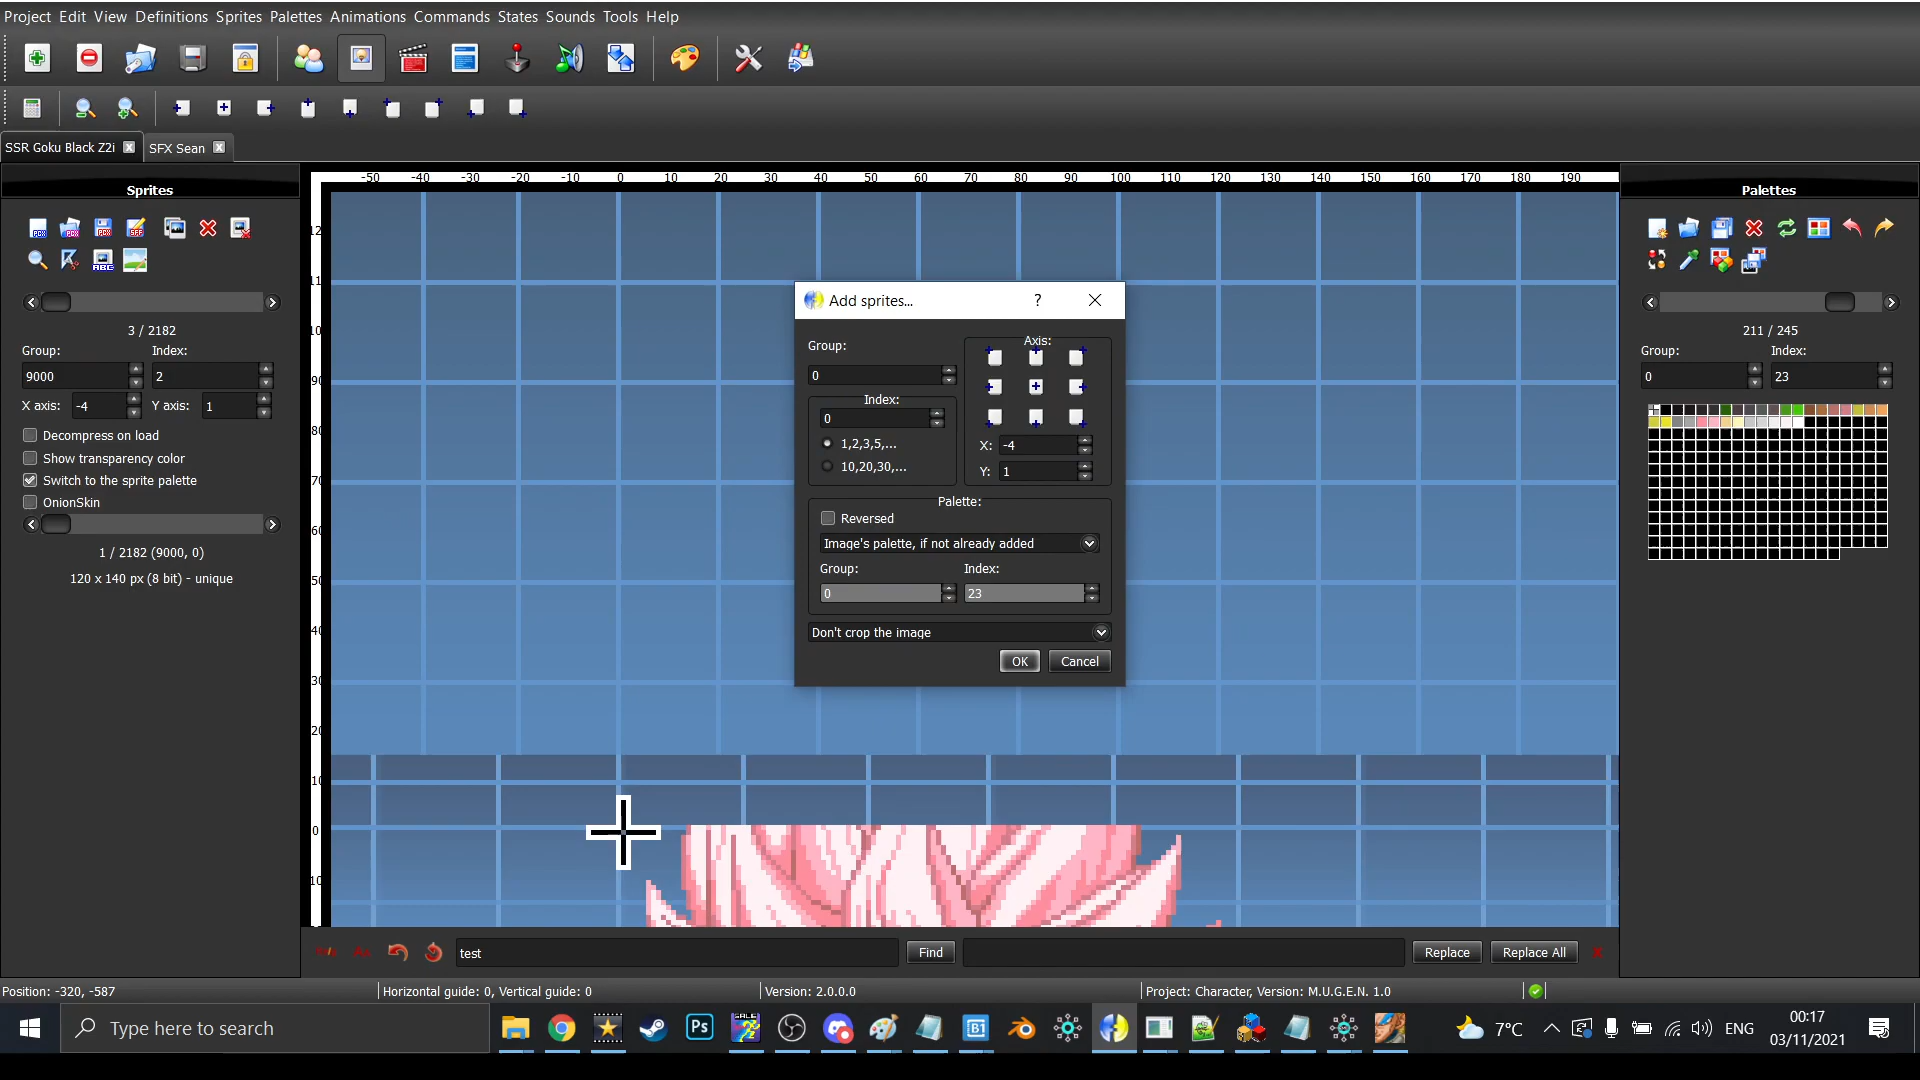 Project Edit View Definitions Sprites Palettes Animations Commands States Sounds Tools Help
SSR Goku Black Z2i SFX Sean
Sprites
3 / 2182
Group: Index:
9000 2
X axis: -4 Y axis: 1
Decompress on load
Show transparency color
Switch to the sprite palette
OnionSkin
1 / 2182 (9000, 0)
120 x 140 px (8 bit) - unique
-50 -40 -30 -20 -10 0 10 20 30 40 50 60 70 80 90 100 110 120 130 140 150 160 170 180 190
Add sprites... ?
Group:
0
Index:
0
1,2,3,5,...
10,20,30,...
Axis:
X: -4
Y: 1
Palette:
Reversed
Image's palette, if not already added
Group: Index:
0 23
Don't crop the image
OK Cancel
Palettes
211 / 245
Group: Index:
0 23
test Find Replace Replace All
Position: -320, -587 Horizontal guide: 0, Vertical guide: 0 Version: 2.0.0.0 Project: Character, Version: M.U.G.E.N. 1.0
Type here to search
Ps
B1
7°C
ENG
00:17
03/11/2021